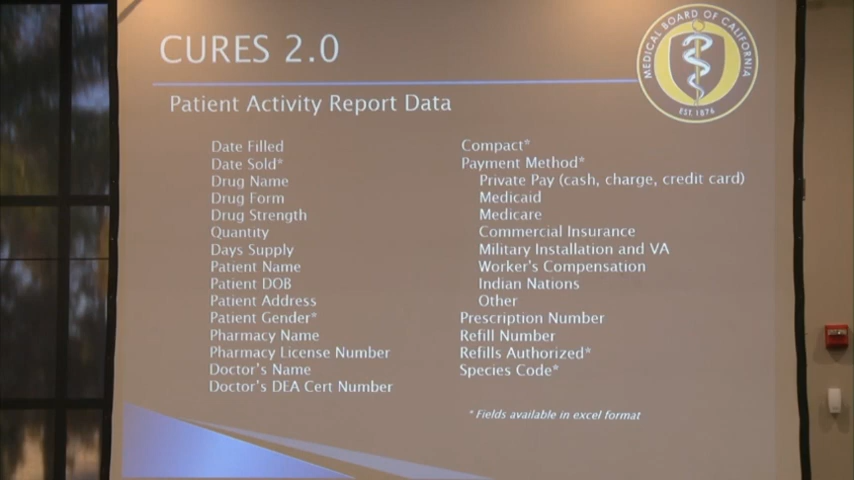 CURES 2.0
MEDICAL BOARD OF CALIFORNIA
EST 1876
Patient Activity Report Data
Date Filled
Date Sold*
Drug Name
Drug Form
Drug Strength
Quantity
Days Supply
Patient Name
Patient DOB
Patient Address
Patient Gender*
Pharmacy Name
Pharmacy License Number
Doctor's Name
Doctor's DEA Cert Number
Compact*
Payment Method*
Private Pay (cash, charge, credit card)
Medicaid
Medicare
Commercial Insurance
Military Installation and VA
Worker's Compensation
Indian Nations
Other
Prescription Number
Refill Number
Refills Authorized*
Species Code*
* Fields available in excel format